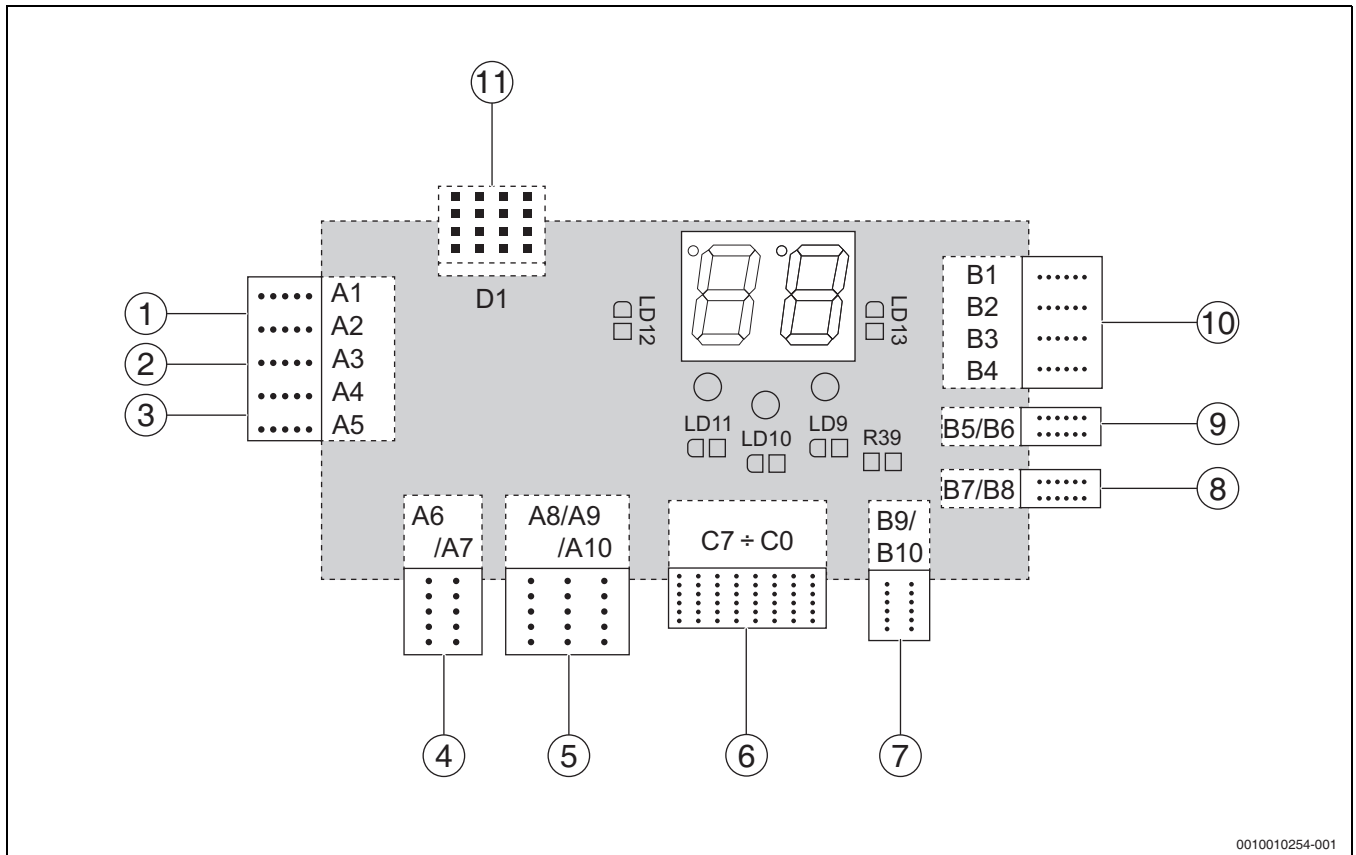 11
D1
LD12
LD13
A1
A2
A3
A4
A5
1
2
3
B1
B2
B3
B4
10
B5/B6
9
B7/B8
8
LD11
LD10
LD9
R39
A6
/A7
A8/A9
/A10
C7 ÷ C0
B9/
B10
4
5
6
7
0010010254-001